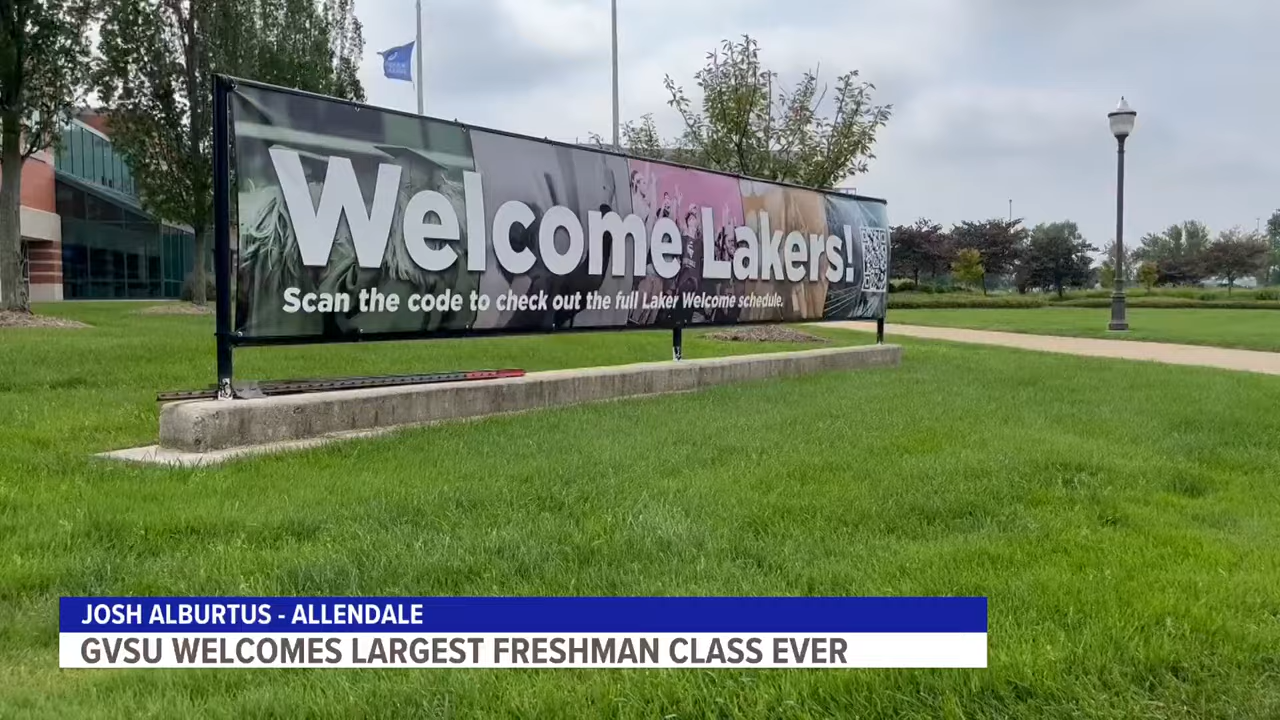 Welcome Lakers!
Scan the code to check out the full Laker Welcome schedule.
JOSH ALBURTUS - ALLENDALE
GVSU WELCOMES LARGEST FRESHMAN CLASS EVER